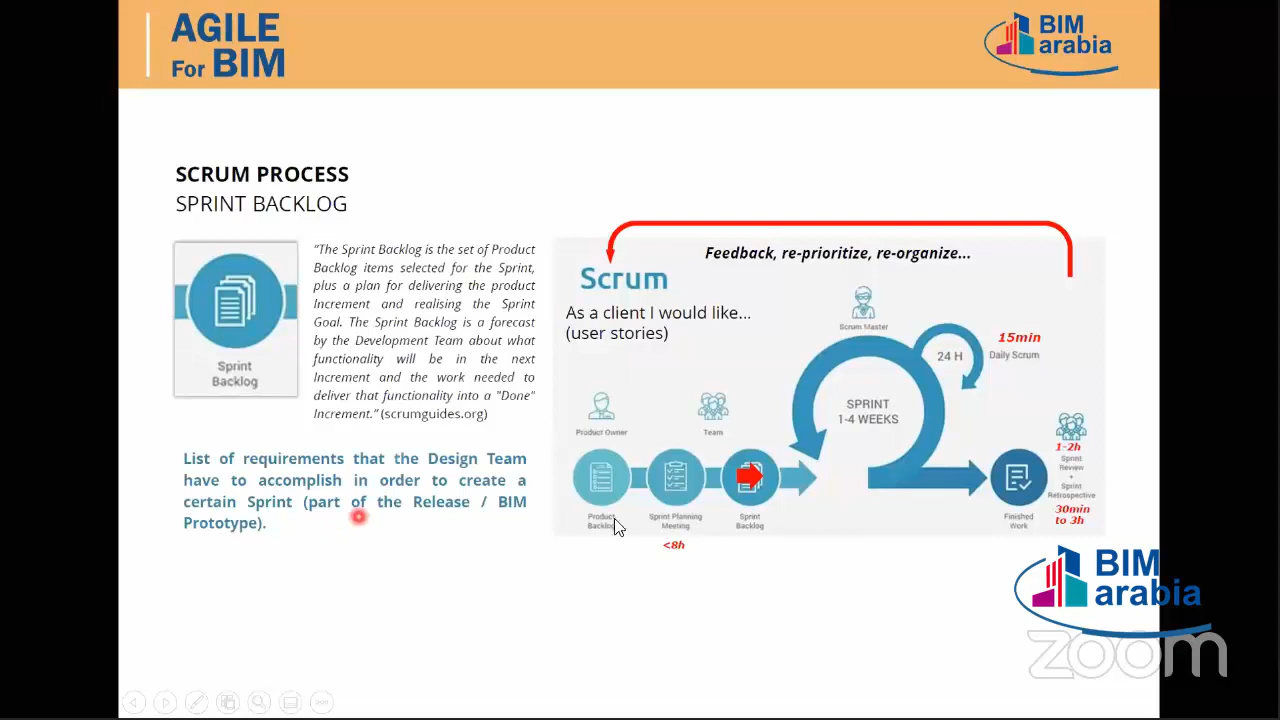 AGILE
For BIM
BIM
arabia
SCRUM PROCESS
SPRINT BACKLOG
Sprint
Backlog
"The Sprint Backlog is the set of Product
Backlog items selected for the Sprint,
plus a plan for delivering the product
Increment and realising the Sprint
Goal. The Sprint Backlog is a forecast
by the Development Team about what
functionality will be in the next
Increment and the work needed to
deliver that functionality into a "Done"
Increment." (scrumguides.org)
List of requirements that the Design Team
have to accomplish in order to create a
certain Sprint (part of the Release / BIM
Prototype).
Feedback, re-prioritize, re-organize...
Scrum
As a client I would like...
(user stories)
Scrum Master
15min
24 H
Daily Scrum
SPRINT
1-4 WEEKS
Product Owner
Team
1-2h
Sprint
Review
+
Sprint
Retrospective
30min
to 3h
Product
Backlog
Sprint Planning
Meeting
Sprint
Backlog
Finished
Work
<8h
BIM
arabia
zoom